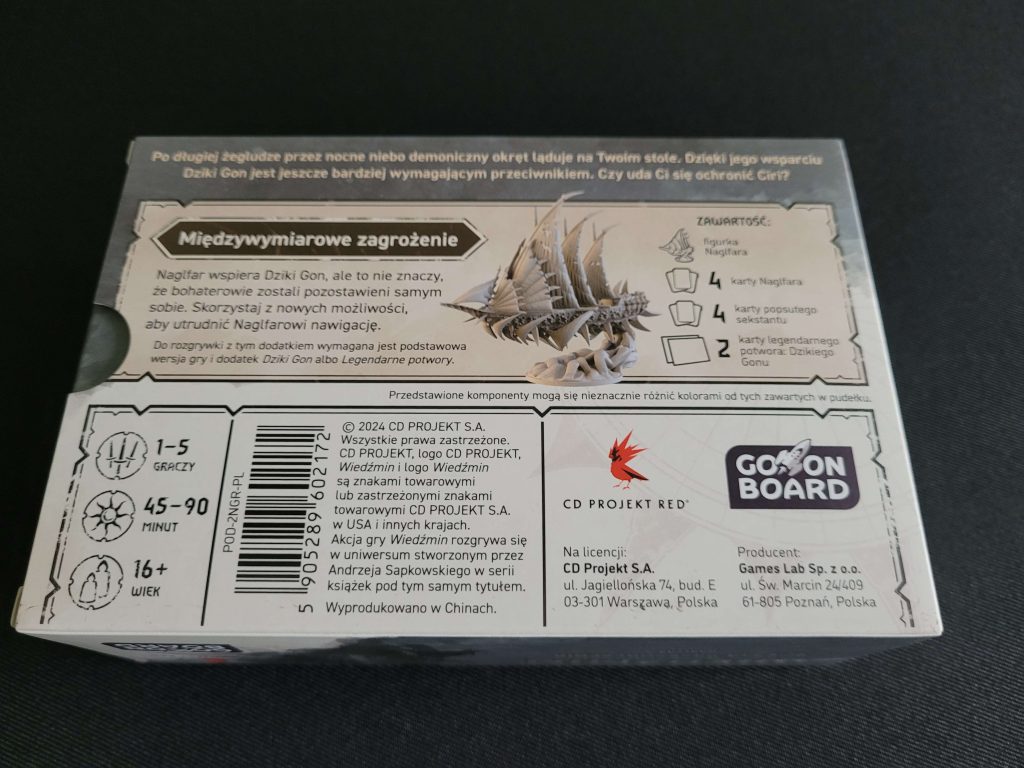 Po długiej żegludze przez nocne niebo demoniczny okręt ląduje na Twoim stole. Dzięki jego wsparciu
Dziki Gon jest jeszcze bardziej wymagającym przeciwnikiem. Czy uda Ci się ochronić Ciri?
Międzywymiarowe zagrożenie
Naglfar wspiera Dziki Gon, ale to nie znaczy,
że bohaterowie zostali pozostawieni samym
sobie. Skorzystaj z nowych możliwości,
aby utrudnić Naglfarowi nawigację.
Do rozgrywki z tym dodatkiem wymagana jest podstawowa
wersja gry i dodatek Dziki Gon albo Legendarne potwory.
ZAWARTOŚĆ:
figurka
Naglfara
4 karty Naglfara
4 karty popsutego
sekstantu
2 karty legendarnego
potwora: Dzikiego
Gonu
Przedstawione komponenty mogą się nieznacznie różnić kolorami od tych zawartych w pudełku.
1–5
GRACZY
45–90
MINUT
16+
WIEK
POD-2NGR-PL
5 905289 602172
© 2024 CD PROJEKT S.A.
Wszystkie prawa zastrzeżone.
CD PROJEKT, logo CD PROJEKT,
Wiedźmin i logo Wiedźmin
są znakami towarowymi
lub zastrzeżonymi znakami
towarowymi CD PROJEKT S.A.
w USA i innych krajach.
Akcja gry Wiedźmin rozgrywa się
w uniwersum stworzonym przez
Andrzeja Sapkowskiego w serii
książek pod tym samym tytułem.
Wyprodukowano w Chinach.
CD PROJEKT RED®
GO ON
BOARD
Na licencji:
CD Projekt S.A.
ul. Jagiellońska 74, bud. E
03-301 Warszawa, Polska
Producent:
Games Lab Sp. z o.o.
ul. Św. Marcin 24/409
61-805 Poznań, Polska